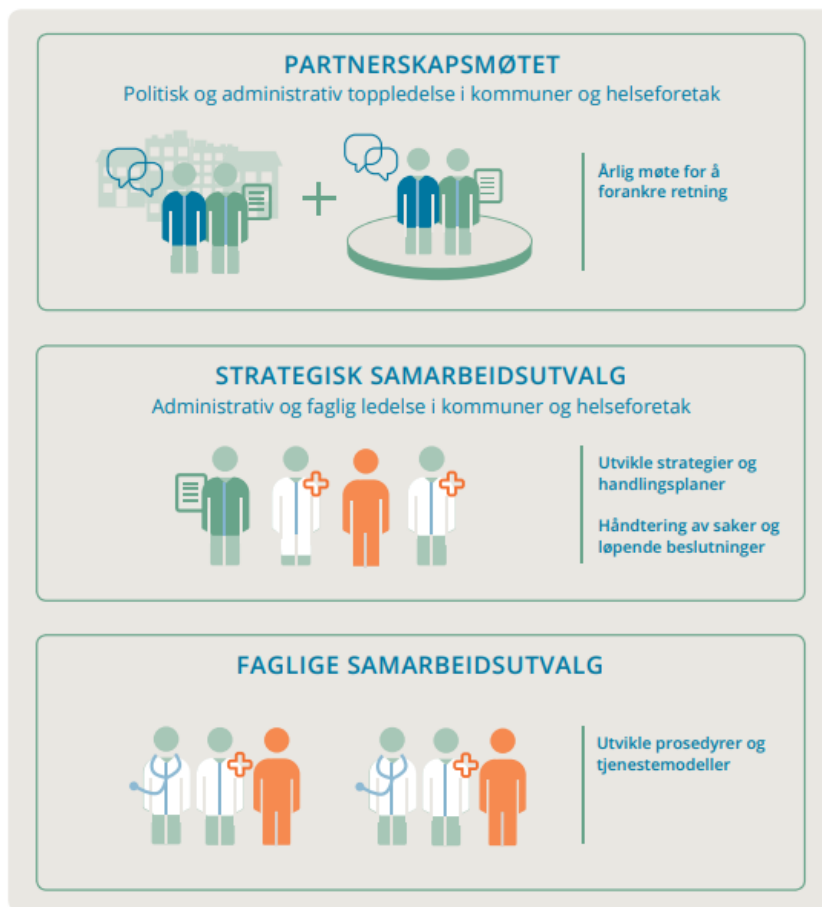 PARTNERSKAPSMØTET
Politisk og administrativ toppledelse i kommuner og helseforetak
Årlig møte for å
forankre retning
STRATEGISK SAMARBEIDSUTVALG
Administrativ og faglig ledelse i kommuner og helseforetak
Utvikle strategier og
handlingsplaner
Håndtering av saker og
løpende beslutninger
FAGLIGE SAMARBEIDSUTVALG
Utvikle prosedyrer og
tjenestemodeller